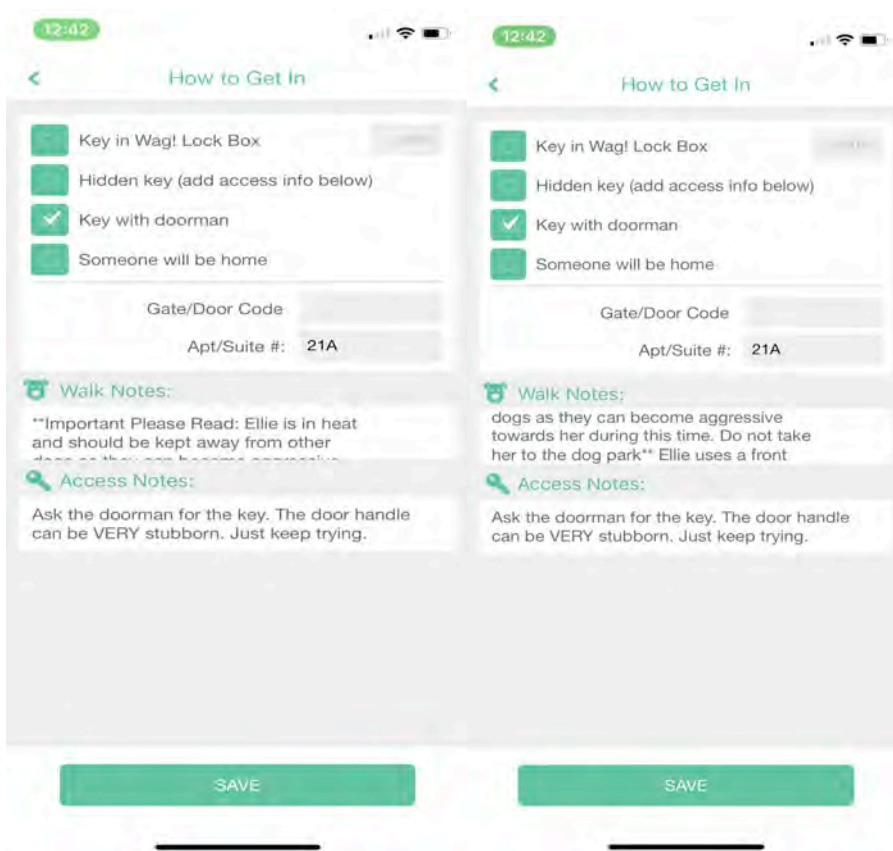 12:42
How to Get In
Key in Wag! Lock Box
Hidden key (add access info below)
Key with doorman
Someone will be home
Gate/Door Code
Apt/Suite #: 21A
Walk Notes:
**Important Please Read: Ellie is in heat
and should be kept away from other
dogs as they can become aggressive
Access Notes:
Ask the doorman for the key. The door handle
can be VERY stubborn. Just keep trying.
SAVE
12:42
How to Get In
Key in Wag! Lock Box
Hidden key (add access info below)
Key with doorman
Someone will be home
Gate/Door Code
Apt/Suite #: 21A
Walk Notes:
dogs as they can become aggressive
towards her during this time. Do not take
her to the dog park** Ellie uses a front
Access Notes:
Ask the doorman for the key. The door handle
can be VERY stubborn. Just keep trying.
SAVE